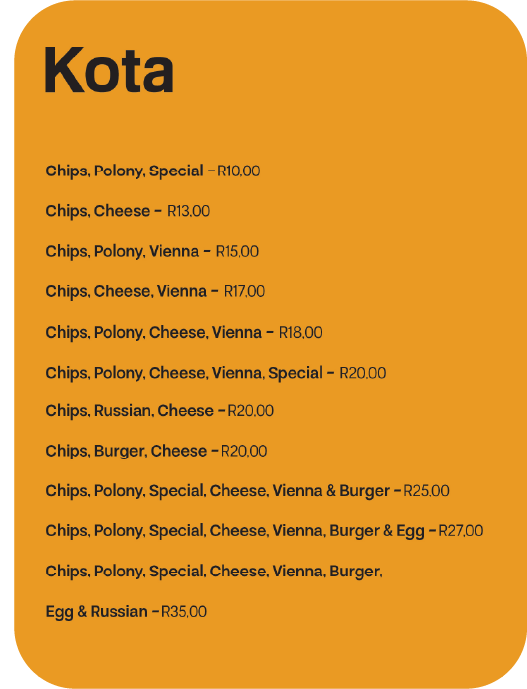 Kota
Chips, Polony, Special - R10,00
Chips, Cheese - R13,00
Chips, Polony, Vienna - R15,00
Chips, Cheese, Vienna - R17,00
Chips, Polony, Cheese, Vienna - R18,00
Chips, Polony, Cheese, Vienna, Special - R20,00
Chips, Russian, Cheese - R20,00
Chips, Burger, Cheese - R20,00
Chips, Polony, Special, Cheese, Vienna & Burger - R25,00
Chips, Polony, Special, Cheese, Vienna, Burger & Egg - R27,00
Chips, Polony, Special, Cheese, Vienna, Burger,
Egg & Russian - R35,00